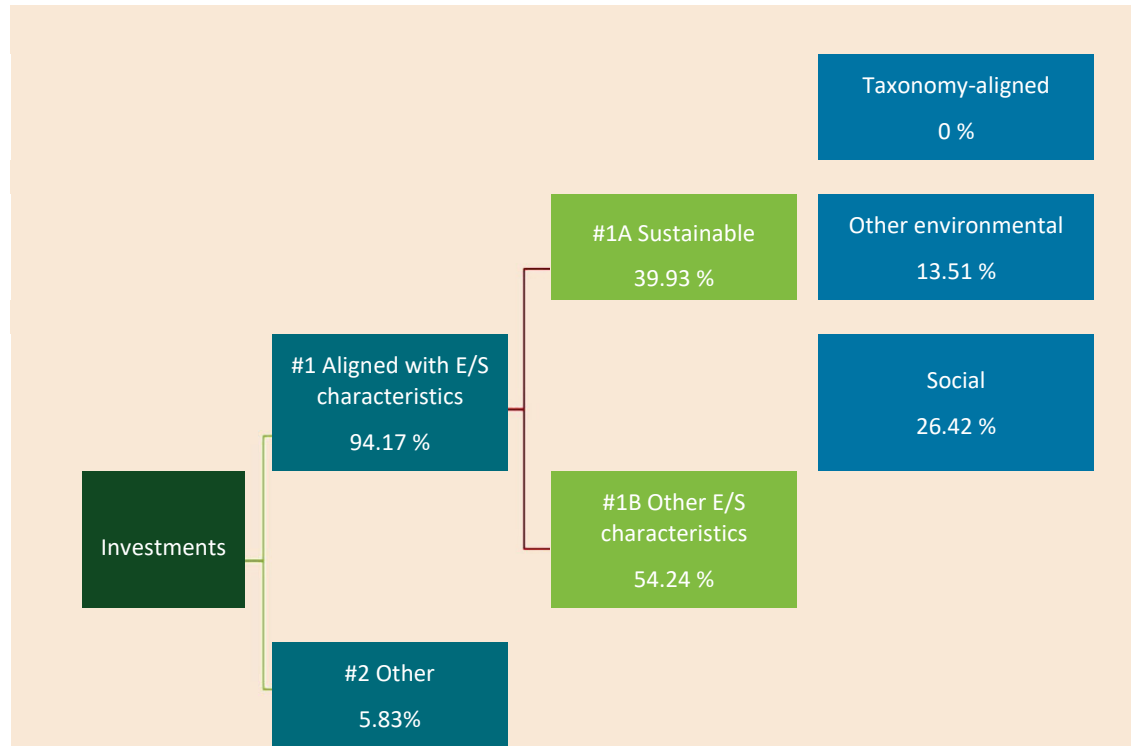 Investments
#1 Aligned with E/S
characteristics
94.17 %
#2 Other
5.83%
#1A Sustainable
39.93 %
#1B Other E/S
characteristics
54.24 %
Taxonomy-aligned
0 %
Other environmental
13.51 %
Social
26.42 %